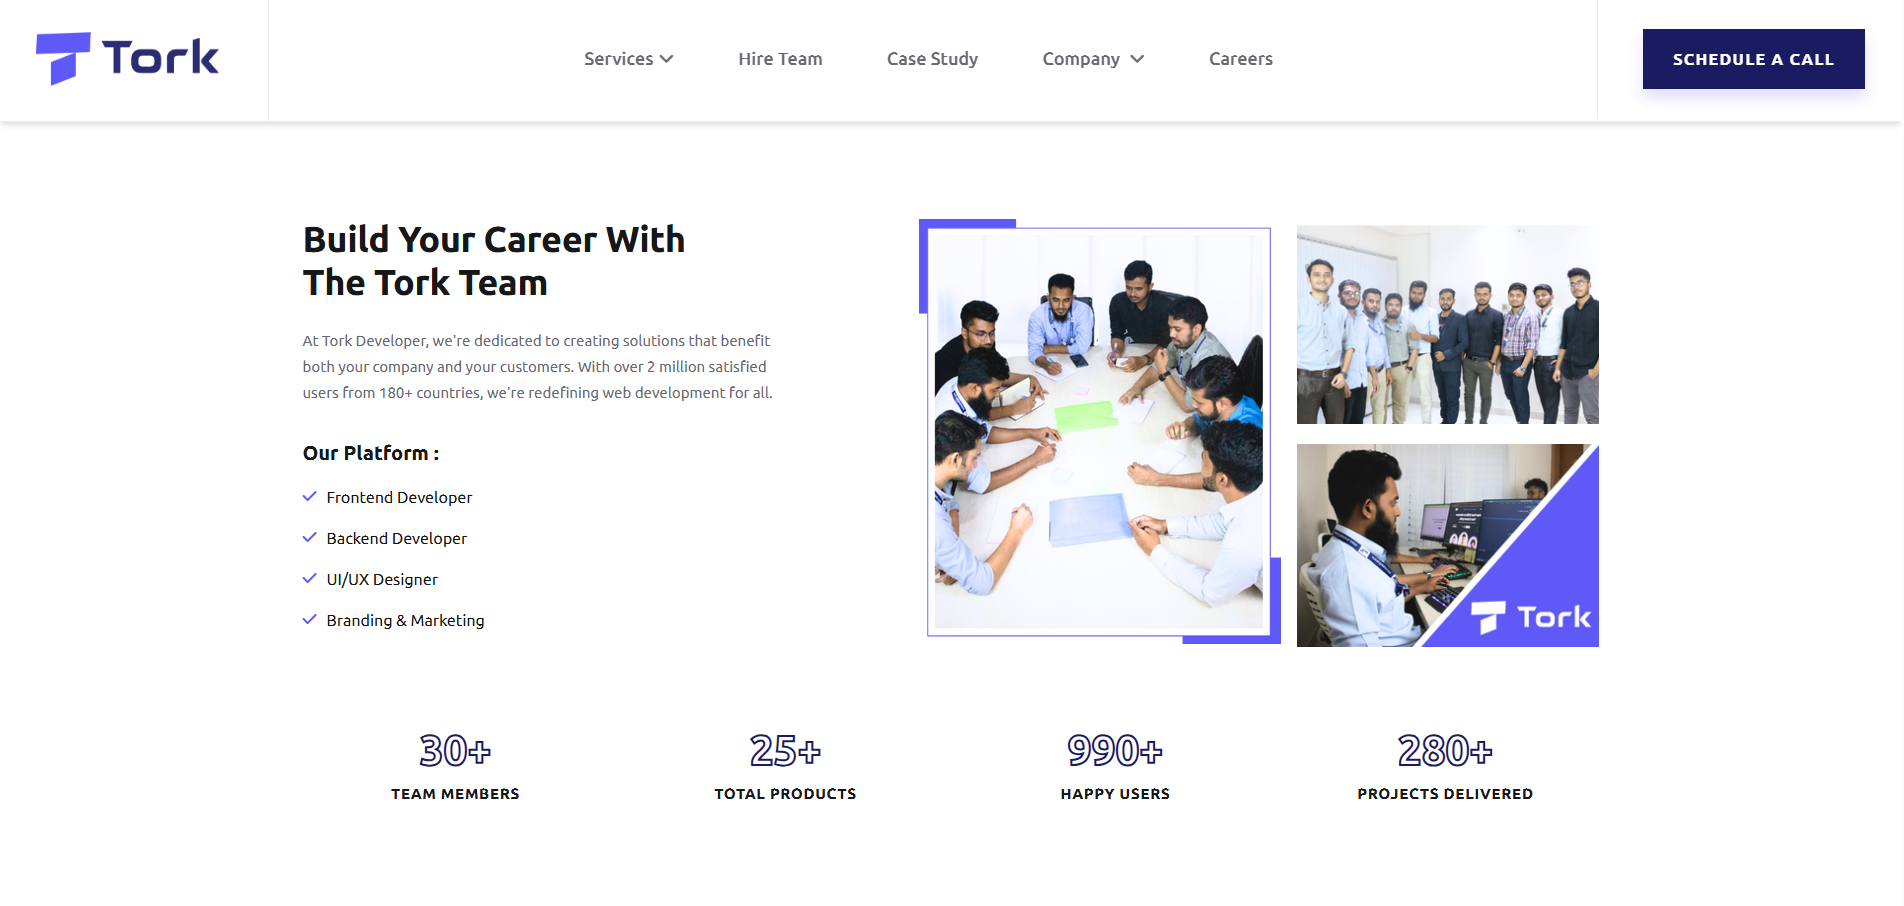 Tork
Services
Hire Team
Case Study
Company
Careers
SCHEDULE A CALL
Build Your Career With
The Tork Team
At Tork Developer, we're dedicated to creating solutions that benefit
both your company and your customers. With over 2 million satisfied
users from 180+ countries, we're redefining web development for all.
Our Platform :
Frontend Developer
Backend Developer
UI/UX Designer
Branding & Marketing
Tork
30+
TEAM MEMBERS
25+
TOTAL PRODUCTS
990+
HAPPY USERS
280+
PROJECTS DELIVERED